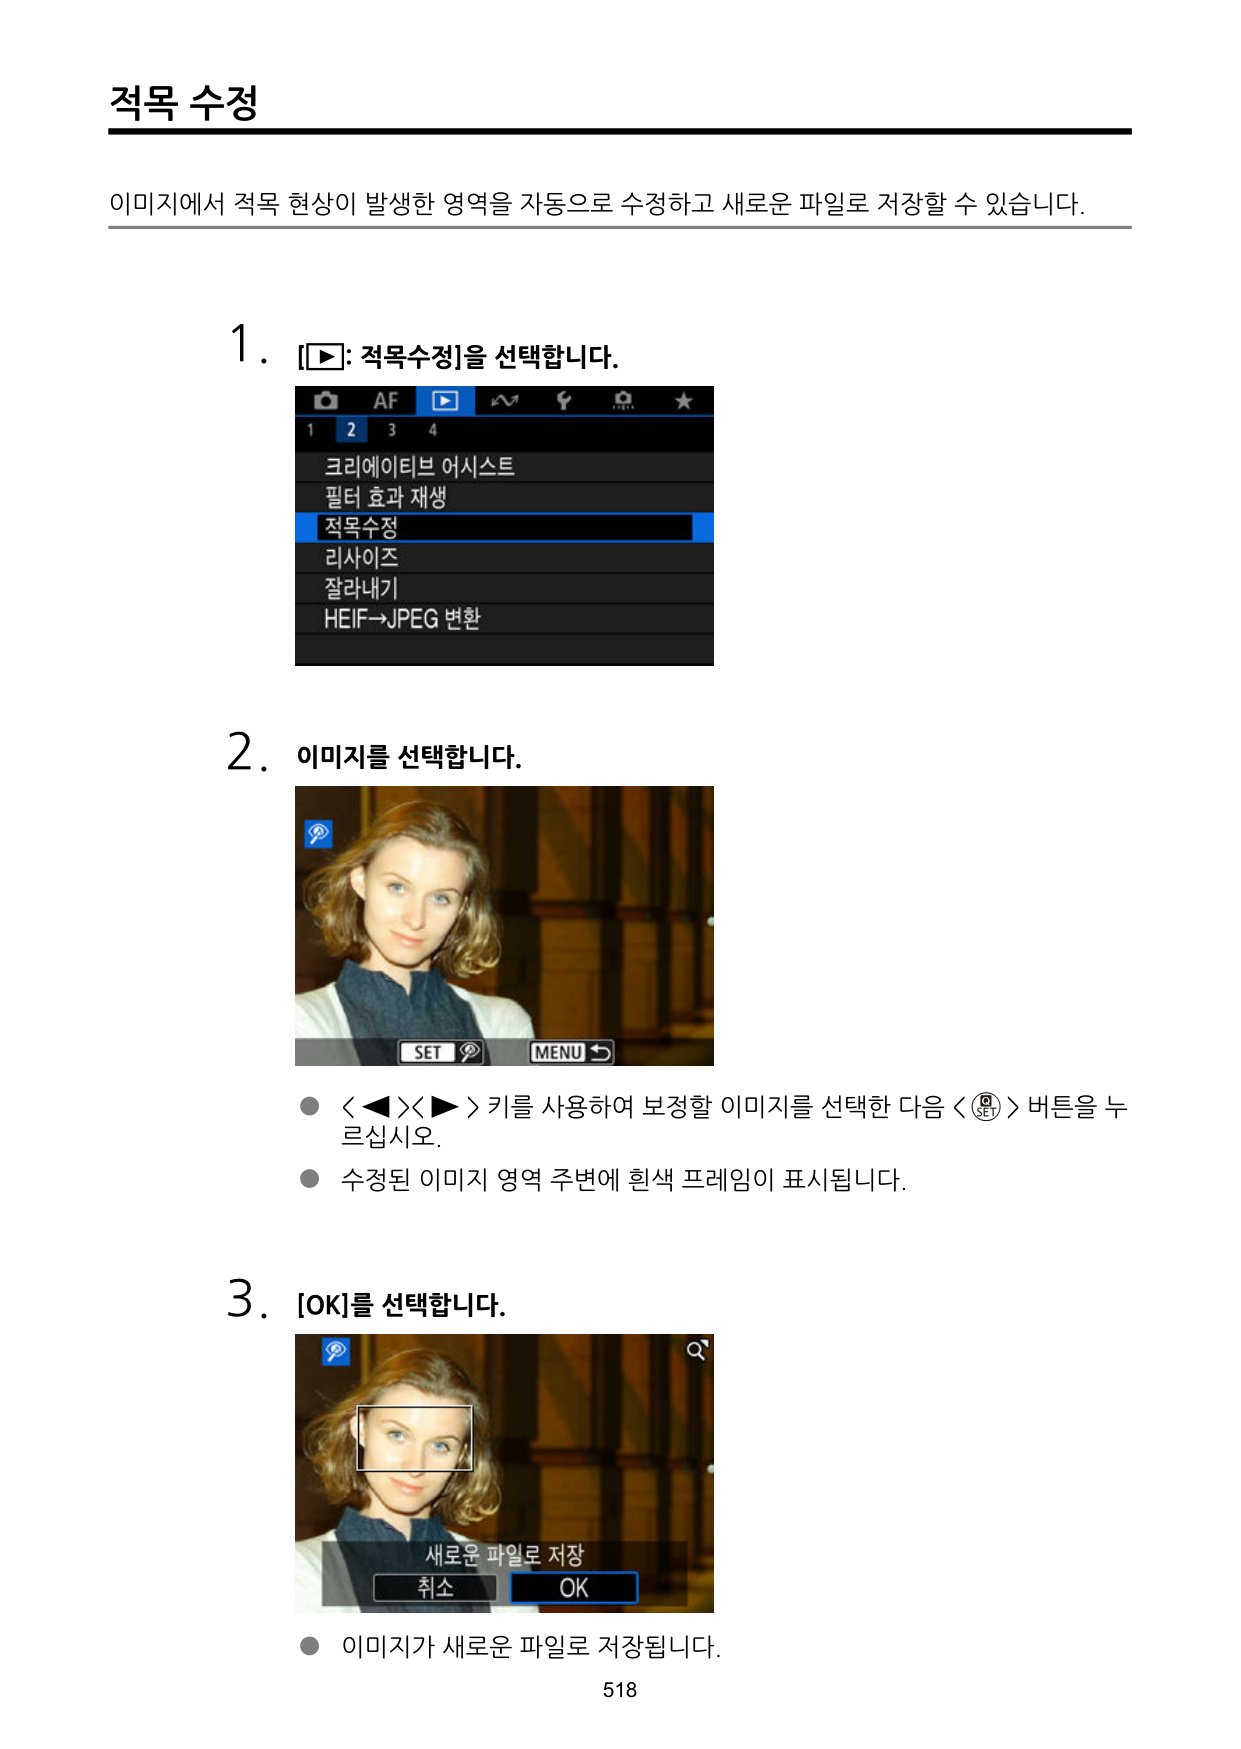 적목 수정
이미지에서 적목 현상이 발생한 영역을 자동으로 수정하고 새로운 파일로 저장할 수 있습니다.
1. [▶: 적목수정]을 선택합니다.
AF
1 2 3 4
크리에이티브 어시스트
필터 효과 재생
적목수정
리사이즈
잘라내기
HEIF→JPEG 변환
2. 이미지를 선택합니다.
SET MENU
● < ◀ >< ▶ > 키를 사용하여 보정할 이미지를 선택한 다음 < Q SET > 버튼을 누
르십시오.
● 수정된 이미지 영역 주변에 흰색 프레임이 표시됩니다.
3. [OK]를 선택합니다.
새로운 파일로 저장
취소 OK
● 이미지가 새로운 파일로 저장됩니다.
518